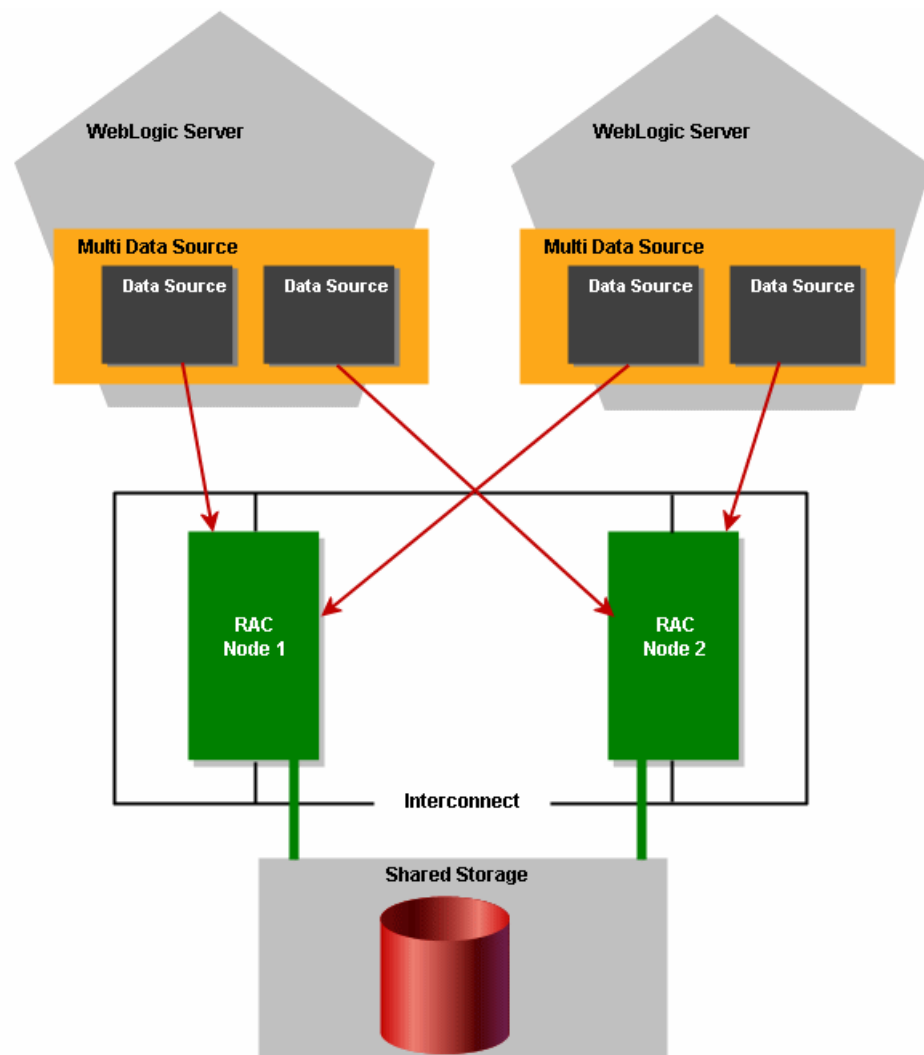 WebLogic Server
WebLogic Server
Multi Data Source
Multi Data Source
Data Source
Data Source
Data Source
Data Source
RAC
Node 1
RAC
Node 2
Interconnect
Shared Storage